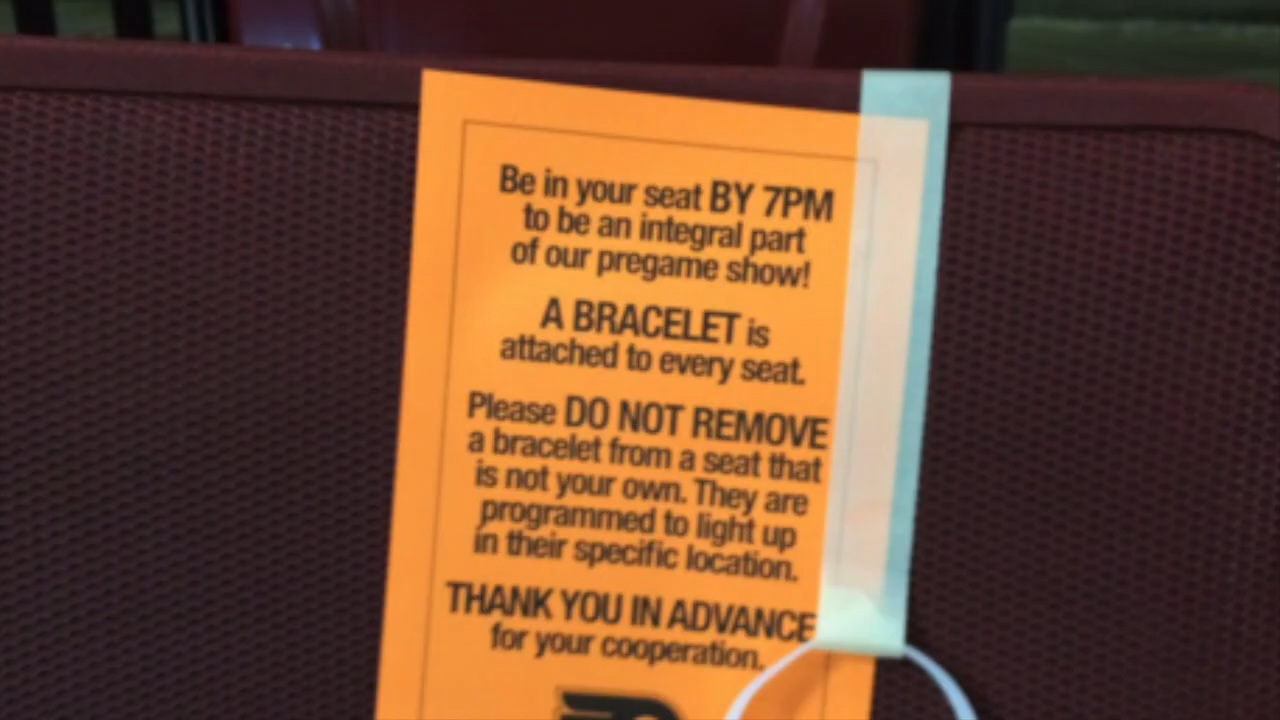 Be in your seat BY 7PM
to be an integral part
of our pregame show!
A BRACELET is
attached to every seat.
Please DO NOT REMOVE
a bracelet from a seat that
is not your own. They are
programmed to light up
in their specific location.
THANK YOU IN ADVANCE
for your cooperation.